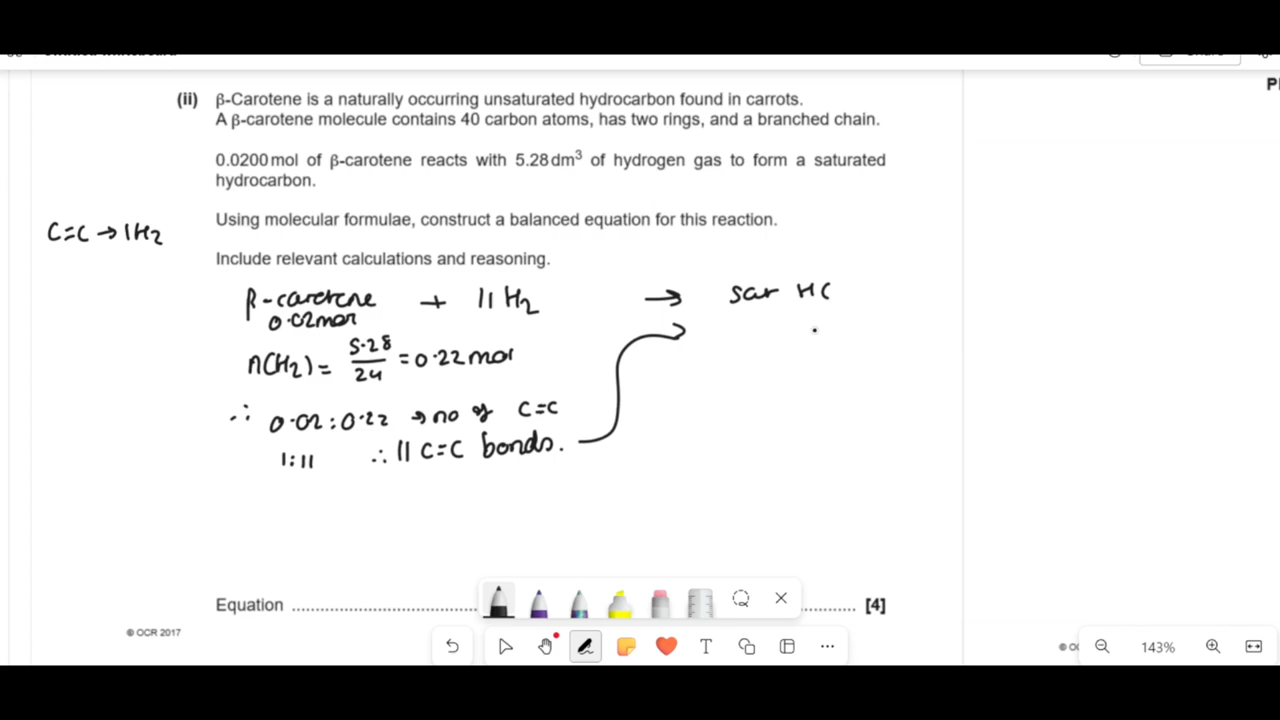 (ii) β-Carotene is a naturally occurring unsaturated hydrocarbon found in carrots.
A β-carotene molecule contains 40 carbon atoms, has two rings, and a branched chain.
0.0200 mol of β-carotene reacts with 5.28 dm³ of hydrogen gas to form a saturated
hydrocarbon.
Using molecular formulae, construct a balanced equation for this reaction.
C=C → 1H₂
Include relevant calculations and reasoning.
β-carotene + 11 H₂ → sat HC
0.02mol
n(H₂) = 5.28/24 = 0.22 mol
∴ 0.02 : 0.22 → no of C=C
1:11 ∴ 11 C=C bonds.
Equation .......................................... [4]
© OCR 2017
T
143%